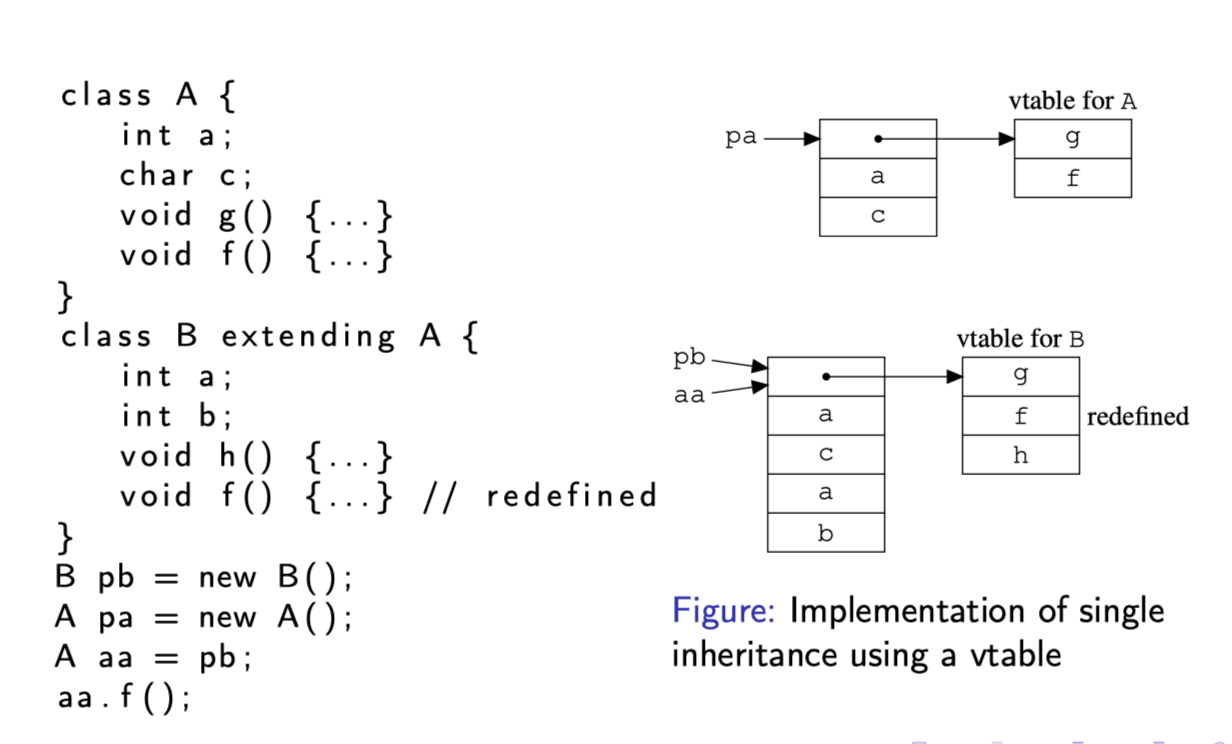 class A {
int a;
char c;
void g() {...}
void f() {...}
}
class B extending A {
int a;
int b;
void h() {...}
void f() {...} // redefined
}
B pb = new B();
A pa = new A();
A aa = pb;
aa.f();
vtable for A
pa
g
a
f
c
vtable for B
pb
aa
g
a
f
redefined
c
h
a
b
Figure: Implementation of single
inheritance using a vtable